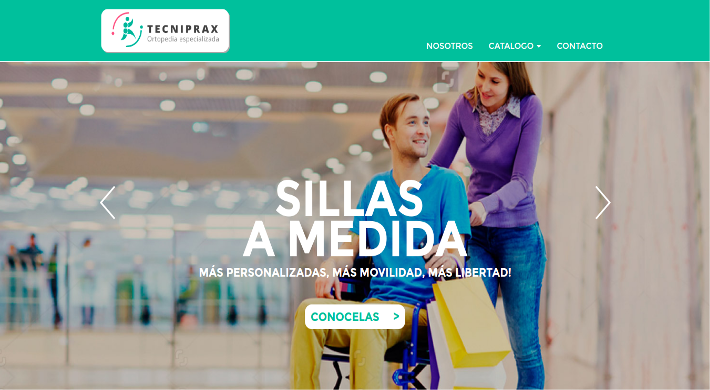 TECNIPRAX
Ortopedia especializada
NOSOTROS CATALOGO CONTACTO
SILLAS
A MEDIDA
MÁS PERSONALIZADAS, MÁS MOVILIDAD, MÁS LIBERTAD!
CONOCELAS >